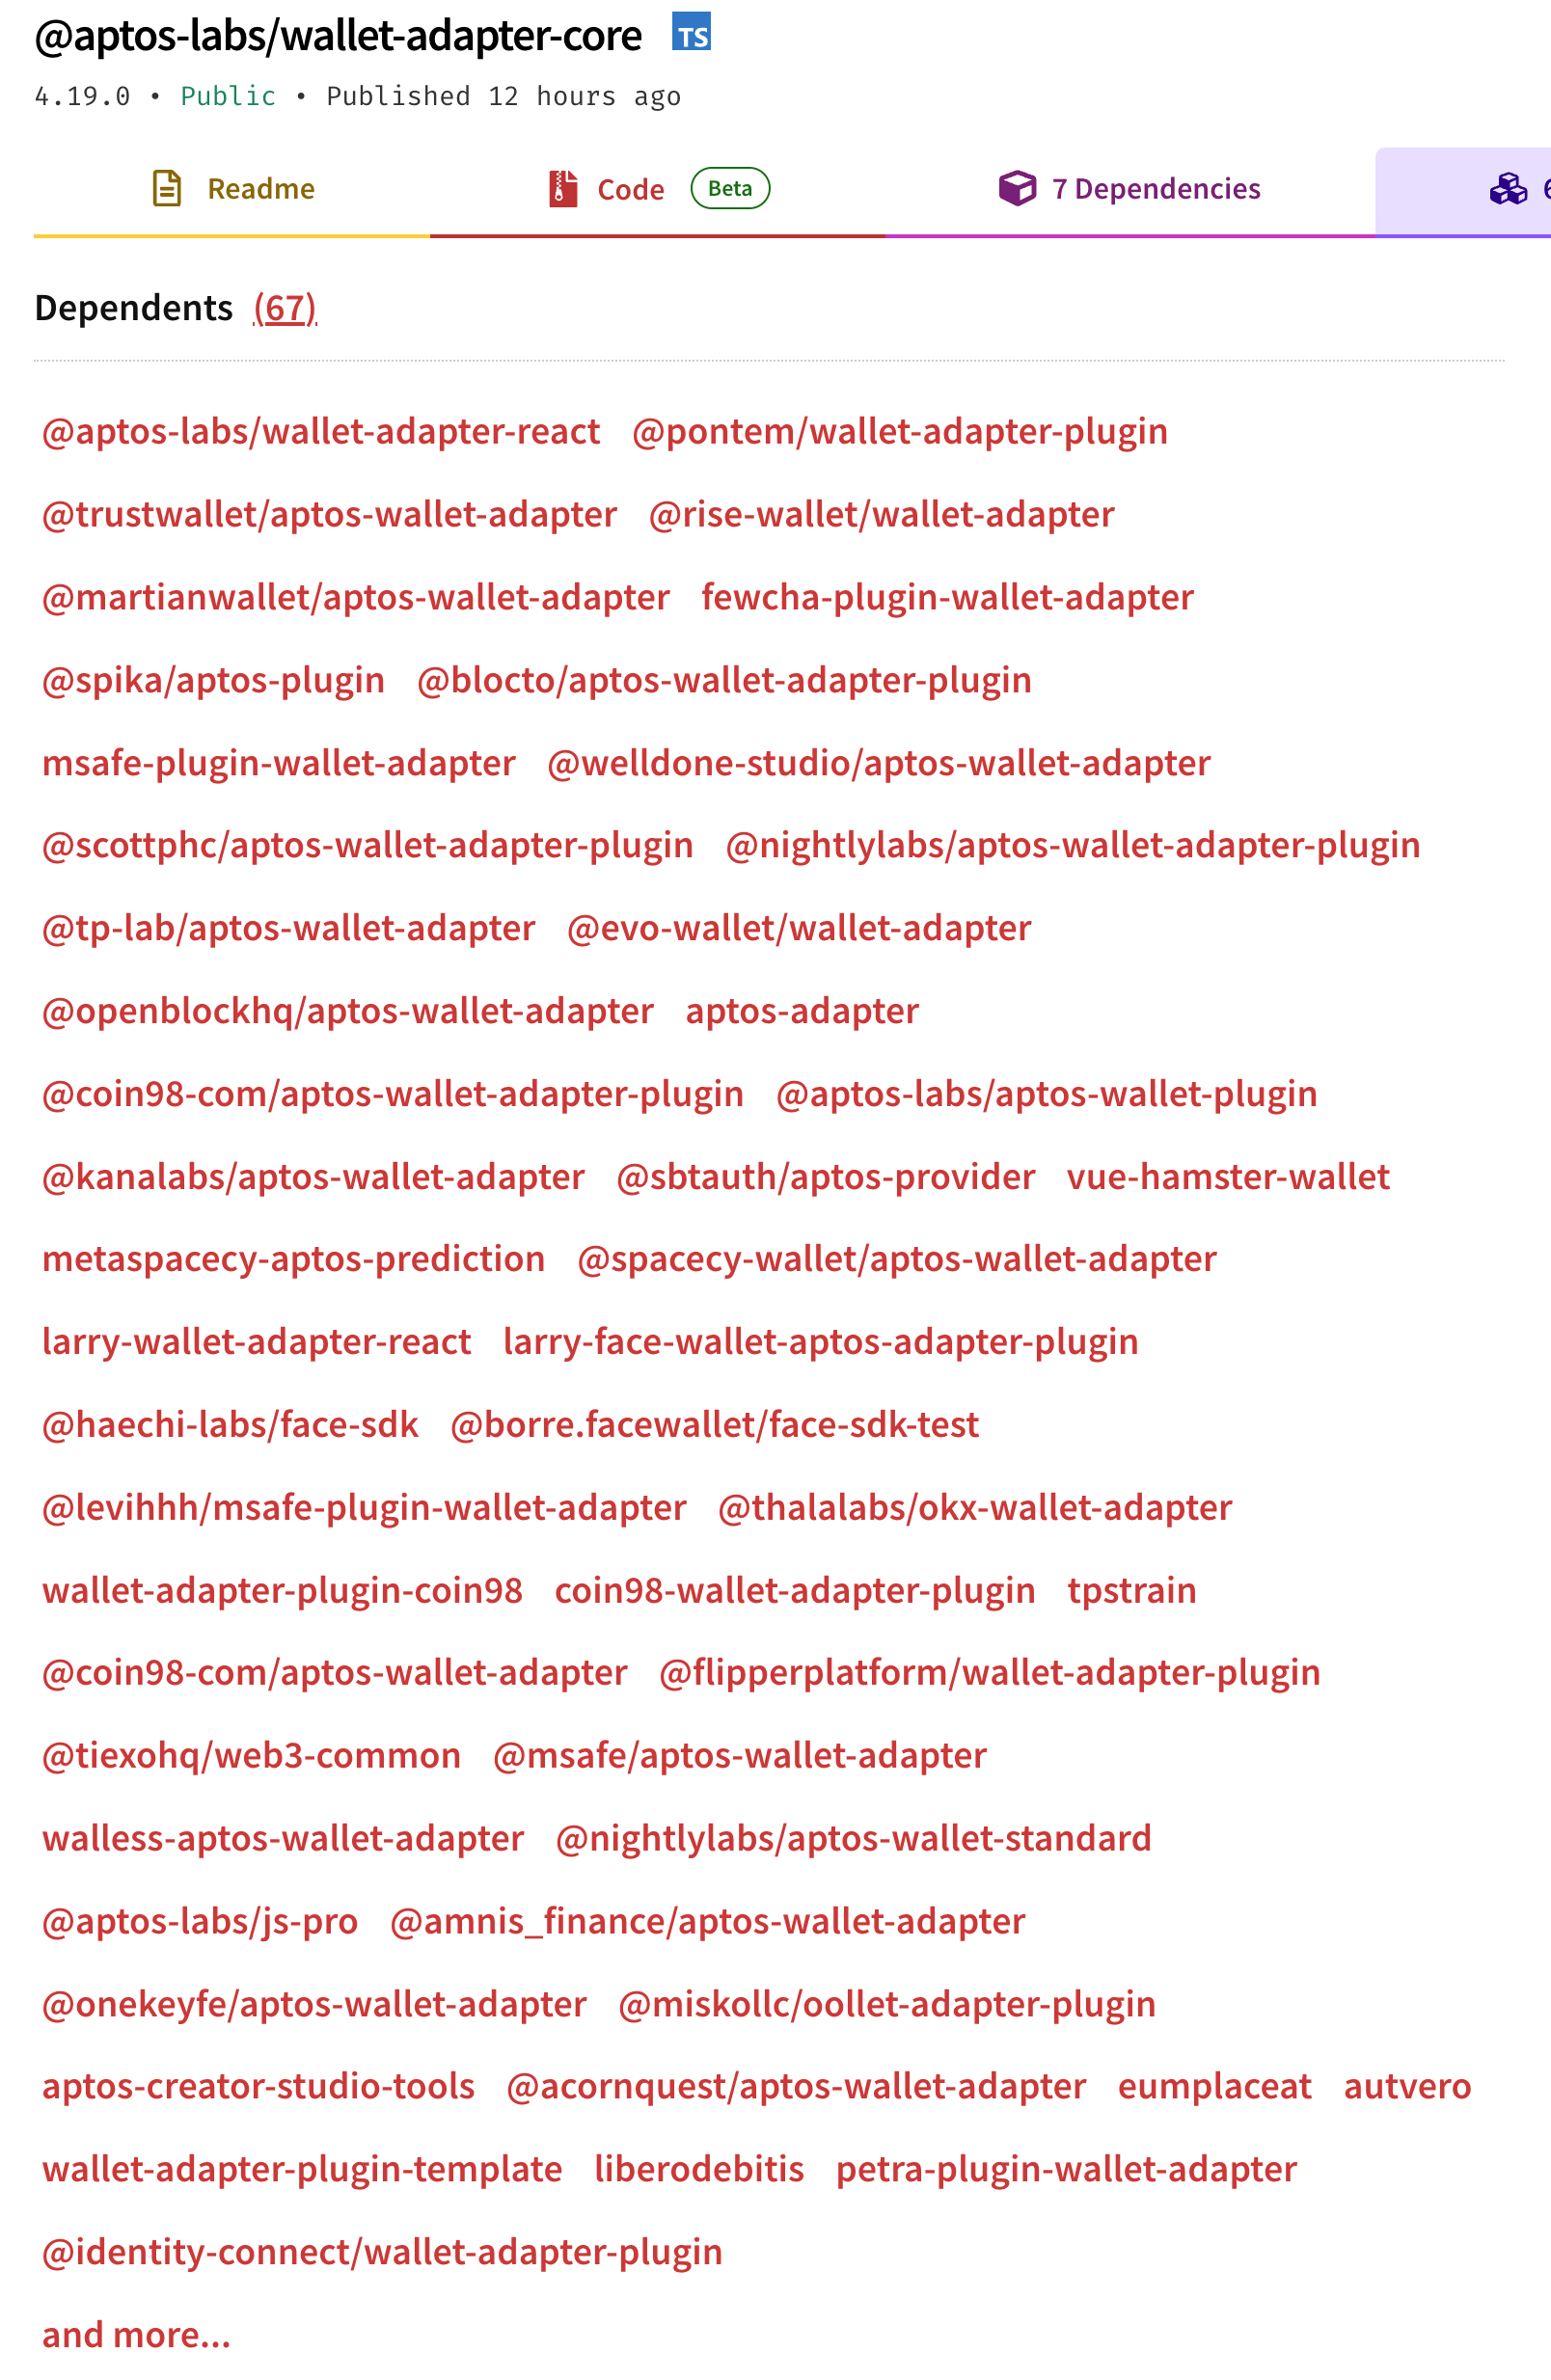 @aptos-labs/wallet-adapter-core TS
4.19.0 • Public • Published 12 hours ago
Readme Code Beta 7 Dependencies 6
Dependents (67)
@aptos-labs/wallet-adapter-react @pontem/wallet-adapter-plugin
@trustwallet/aptos-wallet-adapter @rise-wallet/wallet-adapter
@martianwallet/aptos-wallet-adapter fewcha-plugin-wallet-adapter
@spika/aptos-plugin @blocto/aptos-wallet-adapter-plugin
msafe-plugin-wallet-adapter @welldone-studio/aptos-wallet-adapter
@scottphc/aptos-wallet-adapter-plugin @nightlylabs/aptos-wallet-adapter-plugin
@tp-lab/aptos-wallet-adapter @evo-wallet/wallet-adapter
@openblockhq/aptos-wallet-adapter aptos-adapter
@coin98-com/aptos-wallet-adapter-plugin @aptos-labs/aptos-wallet-plugin
@kanalabs/aptos-wallet-adapter @sbtauth/aptos-provider vue-hamster-wallet
metaspacecy-aptos-prediction @spacecy-wallet/aptos-wallet-adapter
larry-wallet-adapter-react larry-face-wallet-aptos-adapter-plugin
@haechi-labs/face-sdk @borre.facewallet/face-sdk-test
@levihhh/msafe-plugin-wallet-adapter @thalalabs/okx-wallet-adapter
wallet-adapter-plugin-coin98 coin98-wallet-adapter-plugin tpstrain
@coin98-com/aptos-wallet-adapter @flipperplatform/wallet-adapter-plugin
@tiexohq/web3-common @msafe/aptos-wallet-adapter
walless-aptos-wallet-adapter @nightlylabs/aptos-wallet-standard
@aptos-labs/js-pro @amnis_finance/aptos-wallet-adapter
@onekeyfe/aptos-wallet-adapter @miskollc/oollet-adapter-plugin
aptos-creator-studio-tools @acornquest/aptos-wallet-adapter eumplaceat autvero
wallet-adapter-plugin-template liberodebitis petra-plugin-wallet-adapter
@identity-connect/wallet-adapter-plugin
and more...